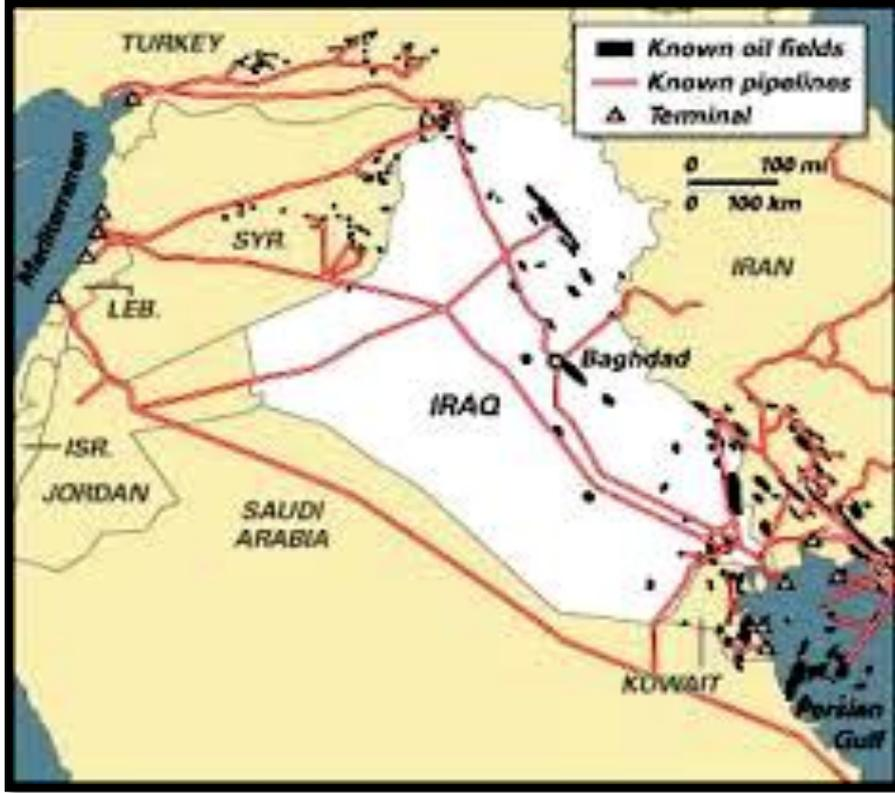 TURKEY
Known oil fields
Known pipelines
Terminal
0 100 mi
0 100 km
Mediterranean
SYR.
IRAN
LEB.
Baghdad
IRAQ
ISR.
JORDAN
SAUDI
ARABIA
KUWAIT
Persian
Gulf